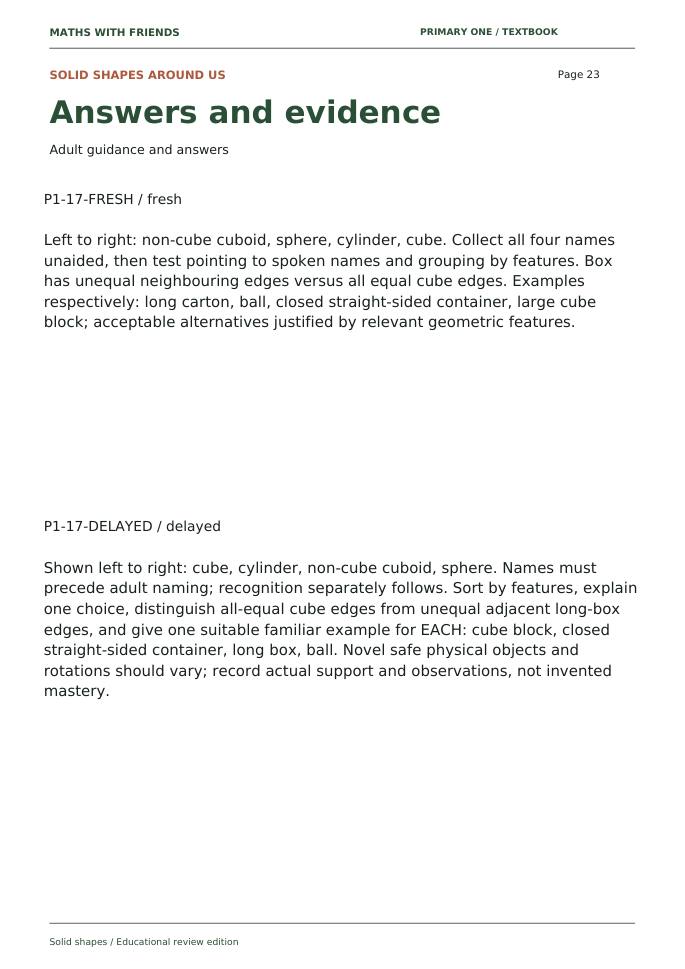 MATHS WITH FRIENDS
PRIMARY ONE / TEXTBOOK
SOLID SHAPES AROUND US
Page 23
Answers and evidence
Adult guidance and answers
P1-17-FRESH / fresh
Left to right: non-cube cuboid, sphere, cylinder, cube. Collect all four names
unaided, then test pointing to spoken names and grouping by features. Box
has unequal neighbouring edges versus all equal cube edges. Examples
respectively: long carton, ball, closed straight-sided container, large cube
block; acceptable alternatives justified by relevant geometric features.
P1-17-DELAYED / delayed
Shown left to right: cube, cylinder, non-cube cuboid, sphere. Names must
precede adult naming; recognition separately follows. Sort by features, explain
one choice, distinguish all-equal cube edges from unequal adjacent long-box
edges, and give one suitable familiar example for EACH: cube block, closed
straight-sided container, long box, ball. Novel safe physical objects and
rotations should vary; record actual support and observations, not invented
mastery.
Solid shapes / Educational review edition